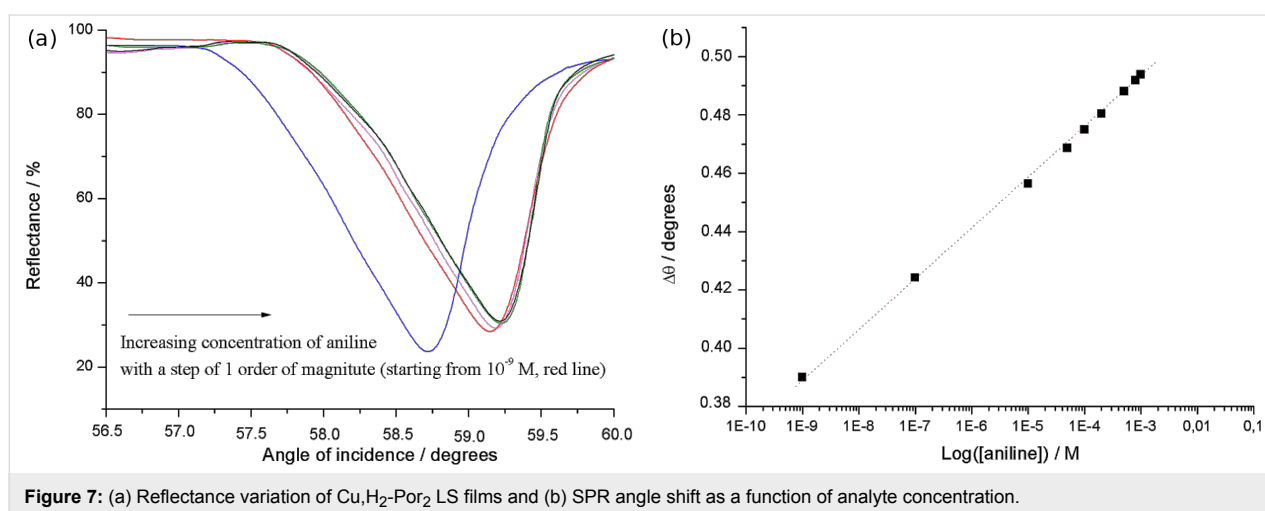 (a)
100
80
60
40
20
Reflectance / %
Increasing concentration of aniline
with a step of 1 order of magnitute (starting from 10⁻⁹ M, red line)
56.5 57.0 57.5 58.0 58.5 59.0 59.5 60.0
Angle of incidence / degrees
(b)
0.50
0.48
0.46
0.44
0.42
0.40
0.38
Δθ / degrees
1E-10 1E-9 1E-8 1E-7 1E-6 1E-5 1E-4 1E-3 0,01 0,1
Log([aniline]) / M
Figure 7: (a) Reflectance variation of Cu,H₂-Por₂ LS films and (b) SPR angle shift as a function of analyte concentration.